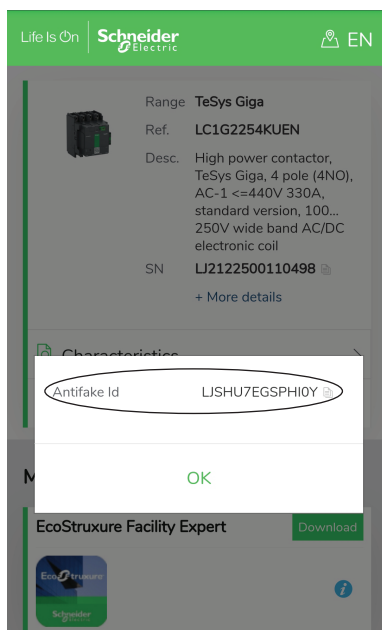 Life Is On Schneider Electric EN
Range TeSys Giga
Ref. LC1G2254KUEN
Desc. High power contactor,
TeSys Giga, 4 pole (4NO),
AC-1 <=440V 330A,
standard version, 100...
250V wide band AC/DC
electronic coil
SN LJ2122500110498
+ More details
Characteristics
Antifake Id LJSHU7EGSPHI0Y
OK
M
EcoStruxure Facility Expert Download
EcoStruxure
Schneider
Electric